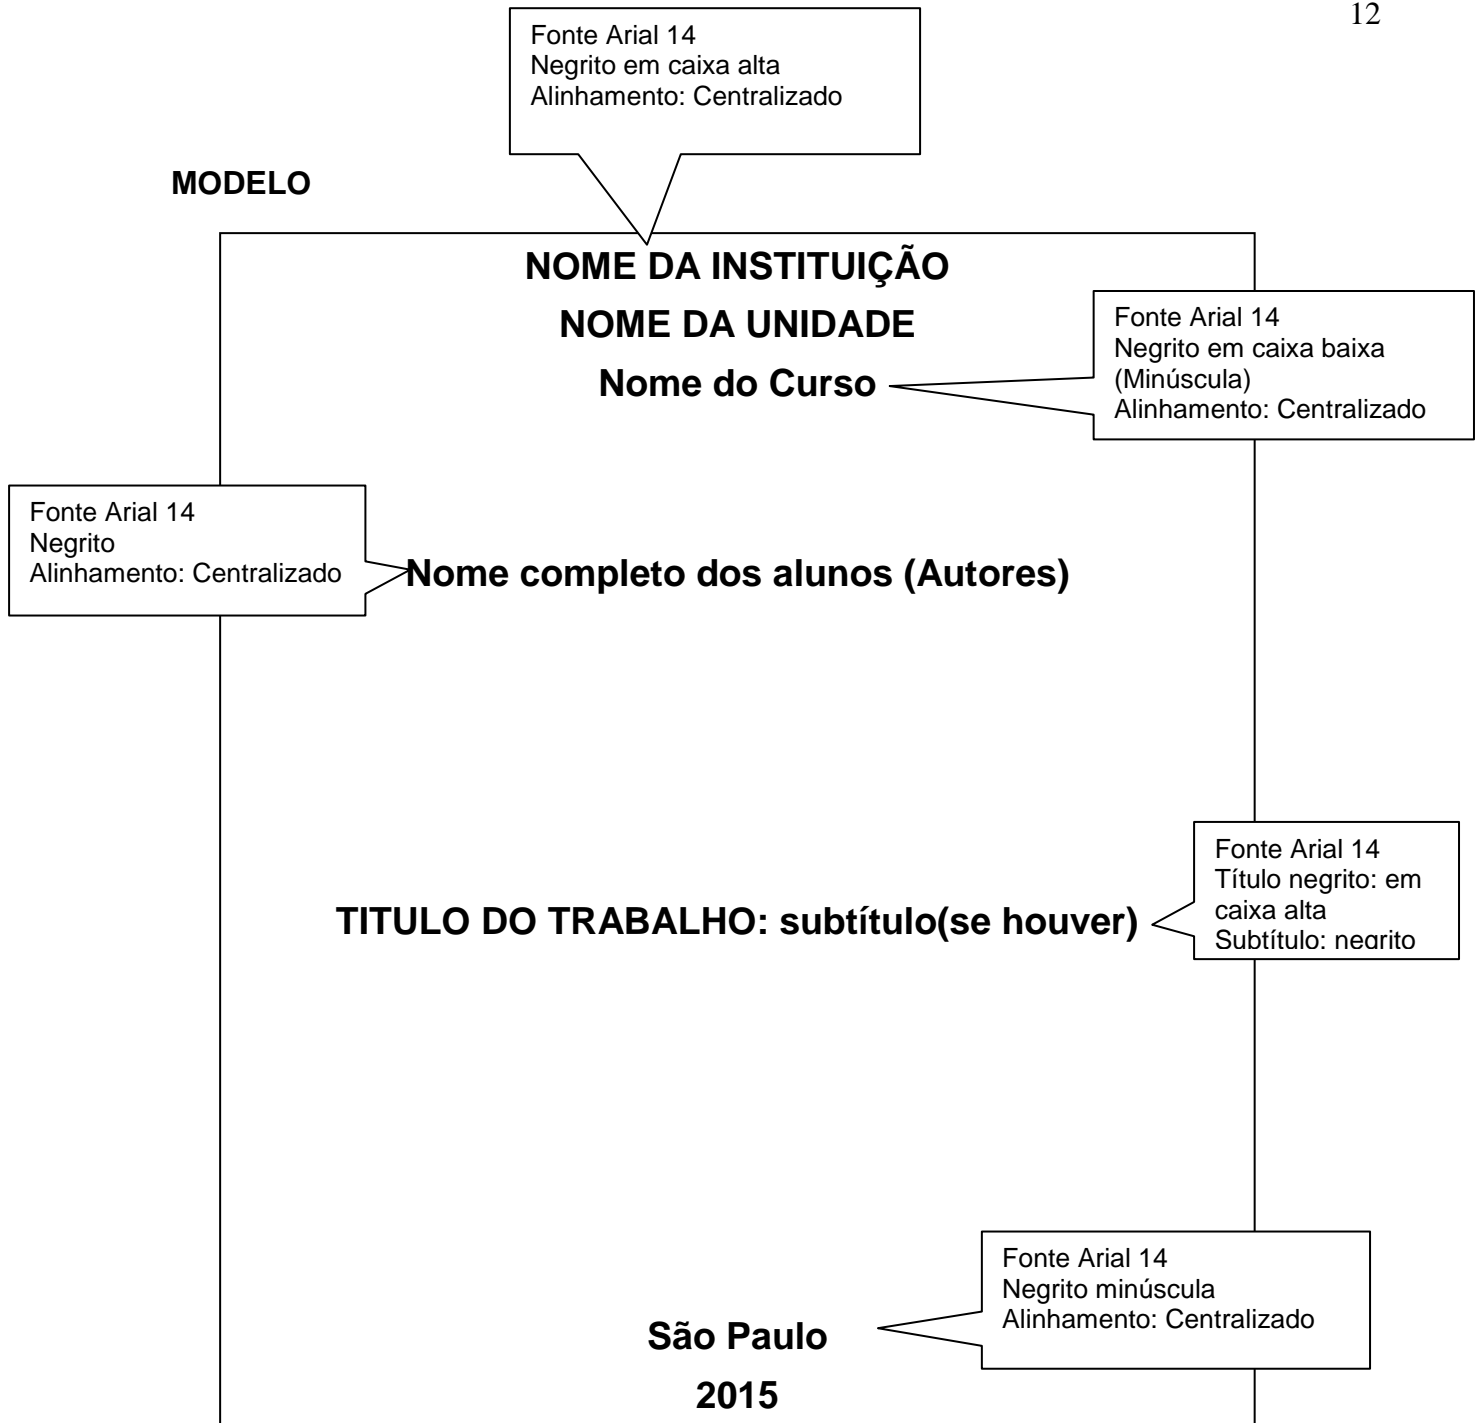 12
Fonte Arial 14
Negrito em caixa alta
Alinhamento: Centralizado
MODELO
NOME DA INSTITUIÇÃO
NOME DA UNIDADE
Nome do Curso
Fonte Arial 14
Negrito em caixa baixa
(Minúscula)
Alinhamento: Centralizado
Fonte Arial 14
Negrito
Alinhamento: Centralizado
Nome completo dos alunos (Autores)
TITULO DO TRABALHO: subtítulo(se houver)
Fonte Arial 14
Título negrito: em
caixa alta
Subtítulo: negrito
Fonte Arial 14
Negrito minúscula
Alinhamento: Centralizado
São Paulo
2015